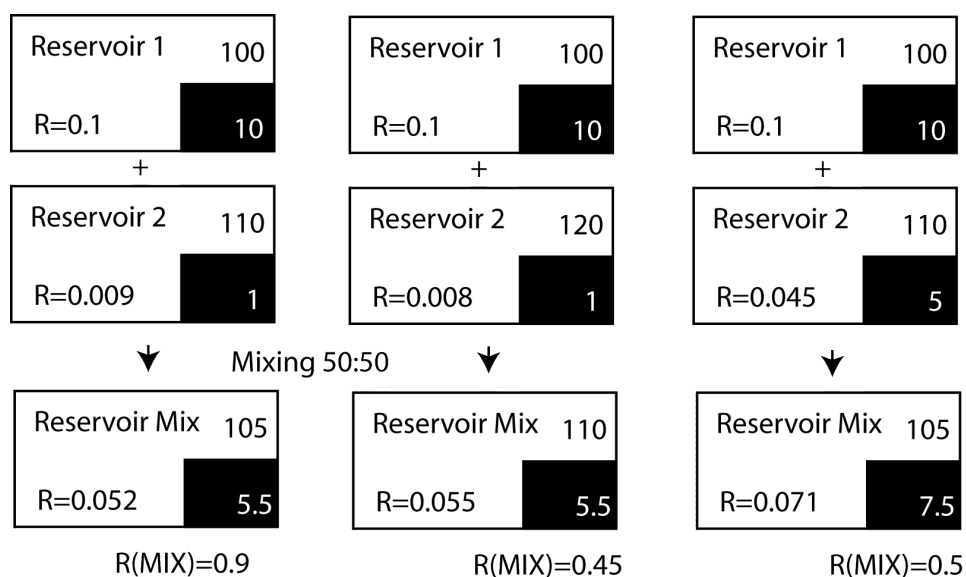 Reservoir 1 100
R=0.1 10
+
Reservoir 2 110
R=0.009 1
Reservoir Mix 105
R=0.052 5.5
R(MIX)=0.9
Mixing 50:50
Reservoir 1 100
R=0.1 10
+
Reservoir 2 120
R=0.008 1
Reservoir Mix 110
R=0.055 5.5
R(MIX)=0.45
Reservoir 1 100
R=0.1 10
+
Reservoir 2 110
R=0.045 5
Reservoir Mix 105
R=0.071 7.5
R(MIX)=0.5